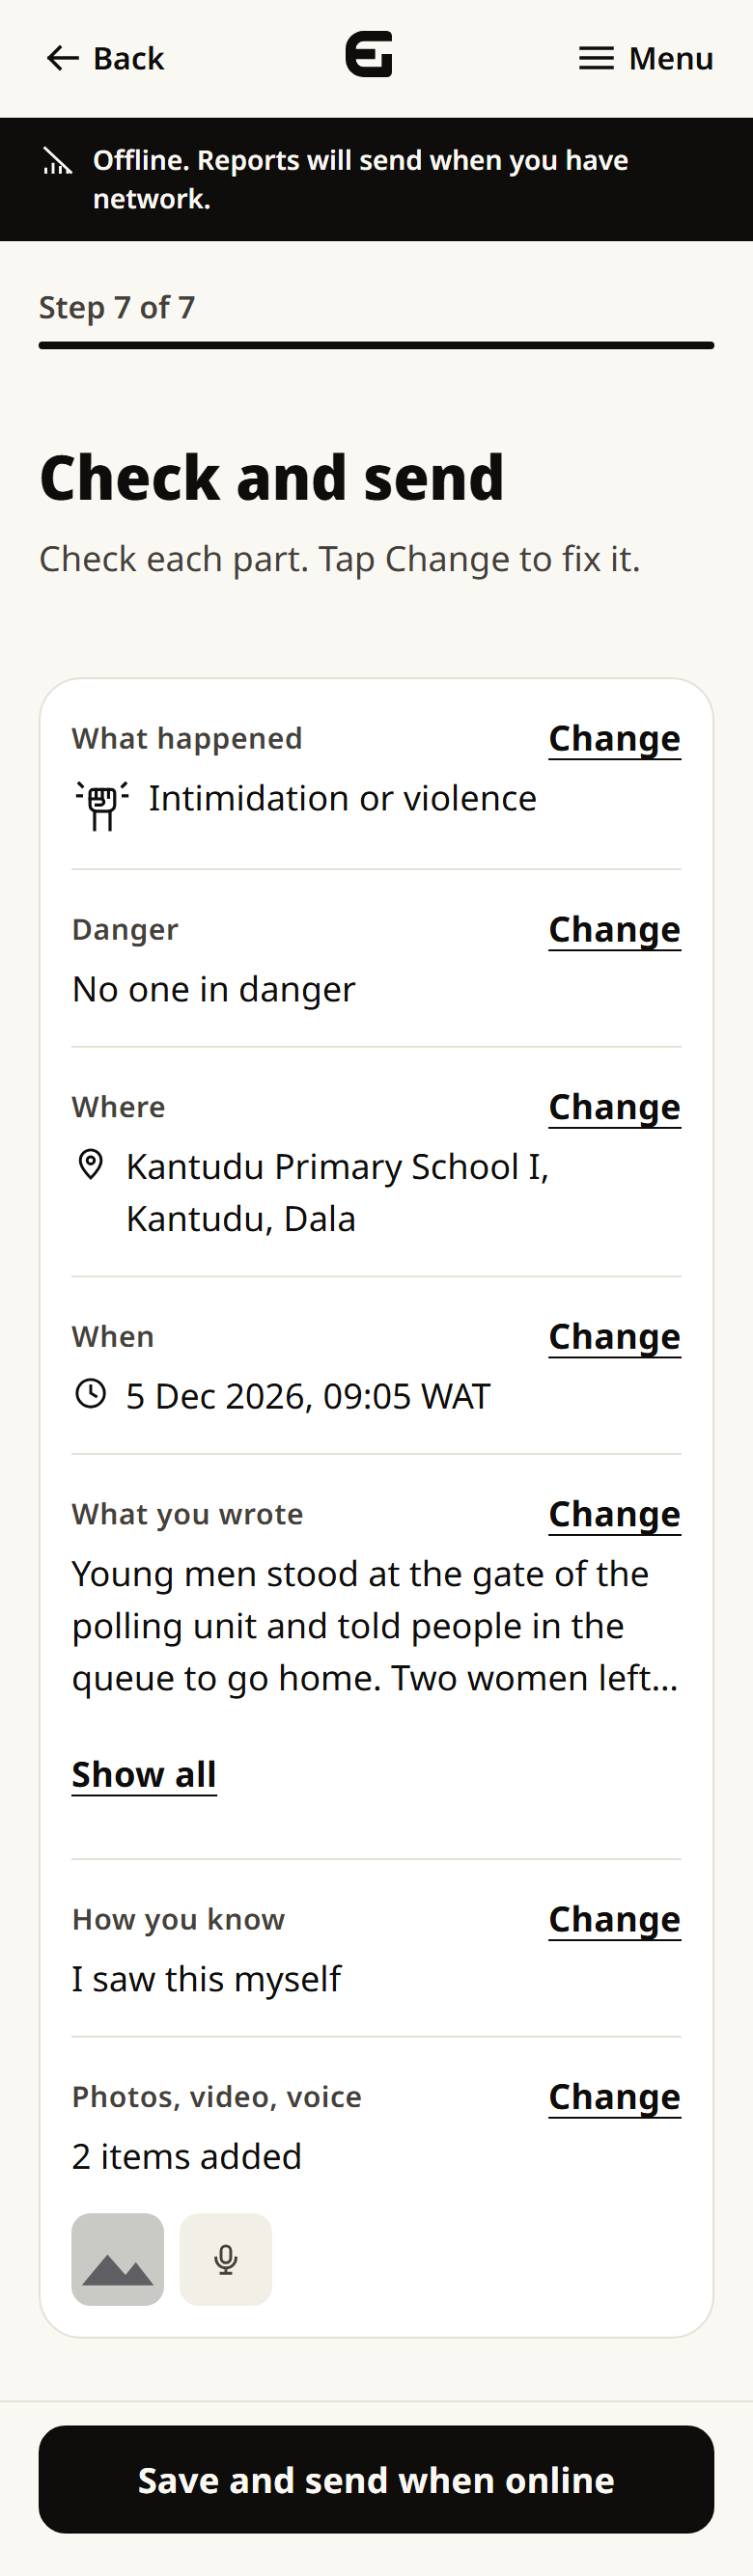 Back
Menu
Offline. Reports will send when you have
network.
Step 7 of 7
Check and send
Check each part. Tap Change to fix it.
What happened
Change
Intimidation or violence
Danger
Change
No one in danger
Where
Change
Kantudu Primary School I,
Kantudu, Dala
When
Change
5 Dec 2026, 09:05 WAT
What you wrote
Change
Young men stood at the gate of the
polling unit and told people in the
queue to go home. Two women left...
Show all
How you know
Change
I saw this myself
Photos, video, voice
Change
2 items added
Save and send when online